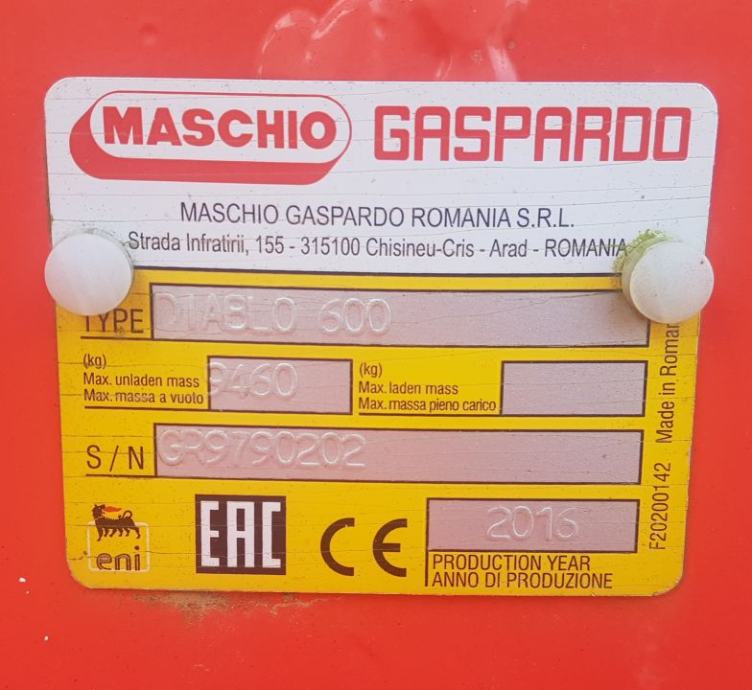 MASCHIO GASPARDO
MASCHIO GASPARDO ROMANIA S.R.L.
Strada Infratirii, 155 - 315100 Chisineu-Cris - Arad - ROMANIA
TYPE DIABLO 600
(kg)
Max. unladen mass
Max. massa a vuoto
9460
(kg)
Max. laden mass
Max. massa pieno carico
S/N GR9790202
eni
EAC
CE
2016
PRODUCTION YEAR
ANNO DI PRODUZIONE
F20200142 Made in